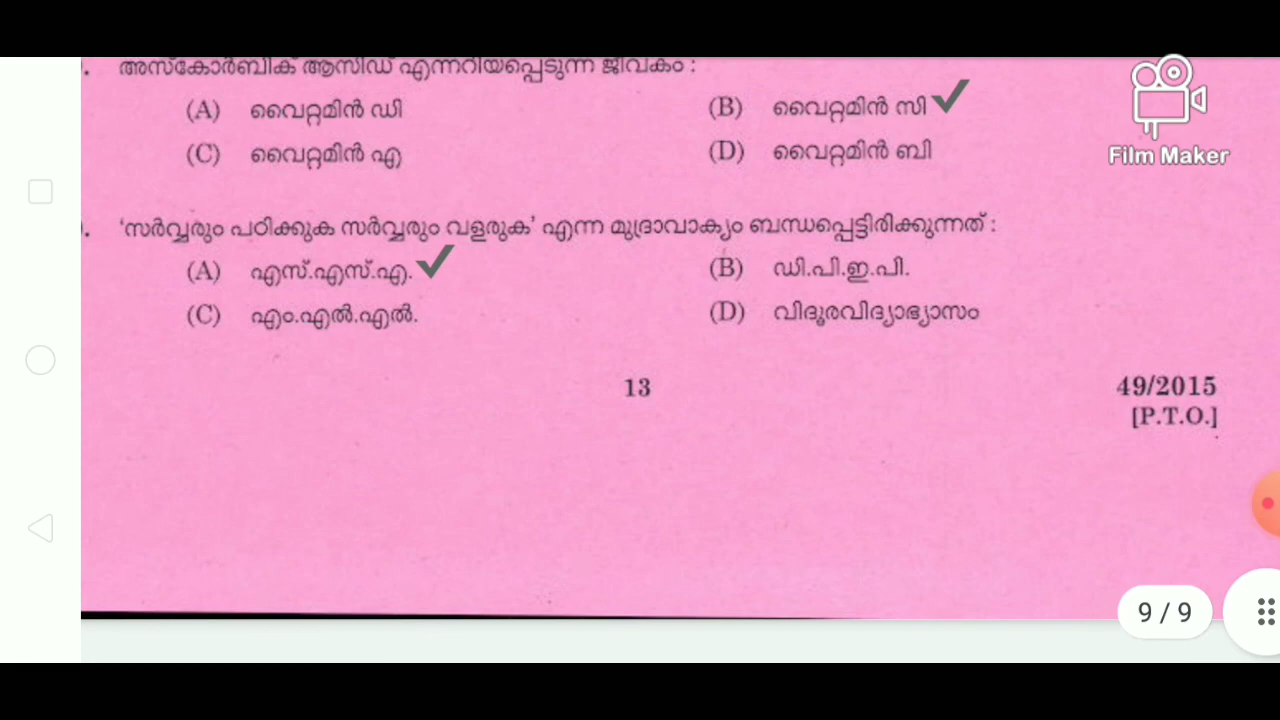 അസ്കോർബിക് ആസിഡ് എന്നറിയപ്പെടുന്ന ജീവകം :
Film Maker
(A) വൈറ്റമിൻ ഡി (B) വൈറ്റമിൻ സി
(C) വൈറ്റമിൻ എ (D) വൈറ്റമിൻ ബി
'സർവ്വരും പഠിക്കുക സർവ്വരും വളരുക' എന്ന മുദ്രാവാക്യം ബന്ധപ്പെട്ടിരിക്കുന്നത് :
(A) എസ്.എസ്.എ. (B) ഡി.പി.ഇ.പി.
(C) എം.എൽ.എൽ. (D) വിദൂരവിദ്യാഭ്യാസം
13 49/2015
[P.T.O.]
9 / 9